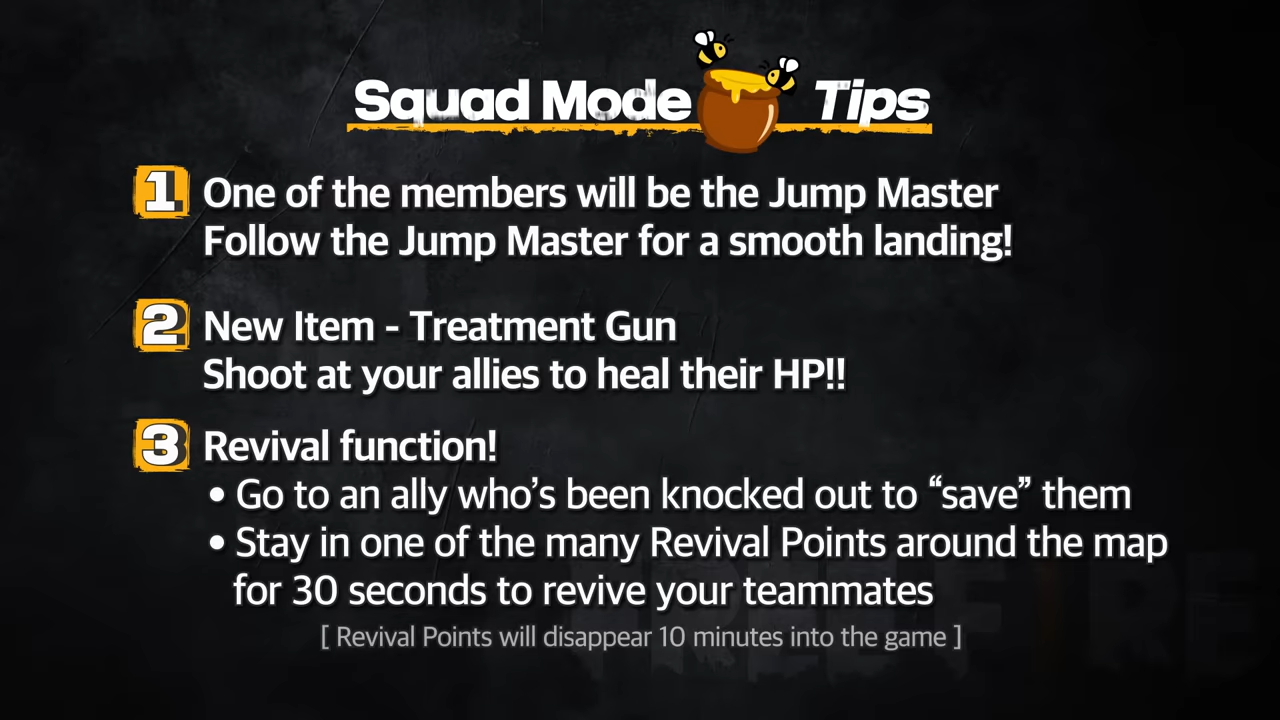 Squad Mode Tips
1 One of the members will be the Jump Master
Follow the Jump Master for a smooth landing!
2 New Item - Treatment Gun
Shoot at your allies to heal their HP!!
3 Revival function!
• Go to an ally who’s been knocked out to “save” them
• Stay in one of the many Revival Points around the map
for 30 seconds to revive your teammates
[ Revival Points will disappear 10 minutes into the game ]